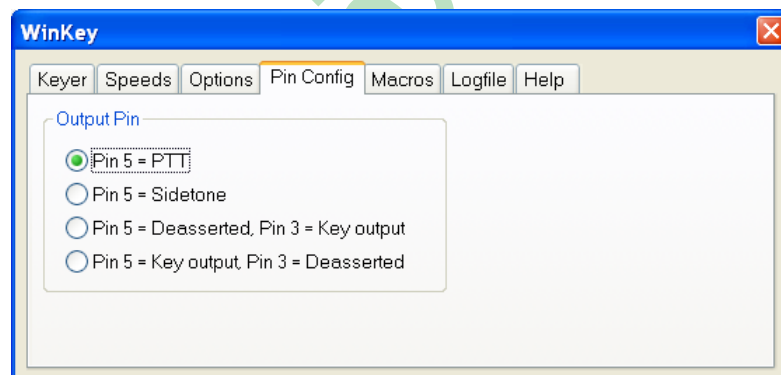 WinKey
Keyer Speeds Options Pin Config Macros Logfile Help
Output Pin
Pin 5 = PTT
Pin 5 = Sidetone
Pin 5 = Deasserted, Pin 3 = Key output
Pin 5 = Key output, Pin 3 = Deasserted